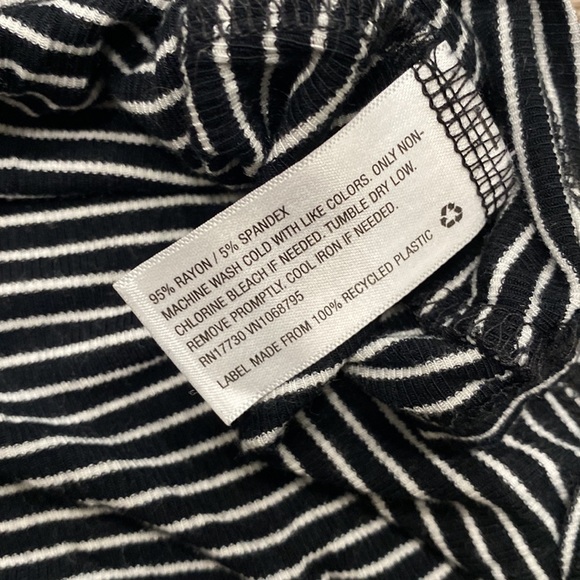 95% RAYON / 5% SPANDEX
MACHINE WASH COLD WITH LIKE COLORS. ONLY NON-
CHLORINE BLEACH IF NEEDED. TUMBLE DRY LOW.
REMOVE PROMPTLY. COOL IRON IF NEEDED.
RN17730 VN1068795
LABEL MADE FROM 100% RECYCLED PLASTIC